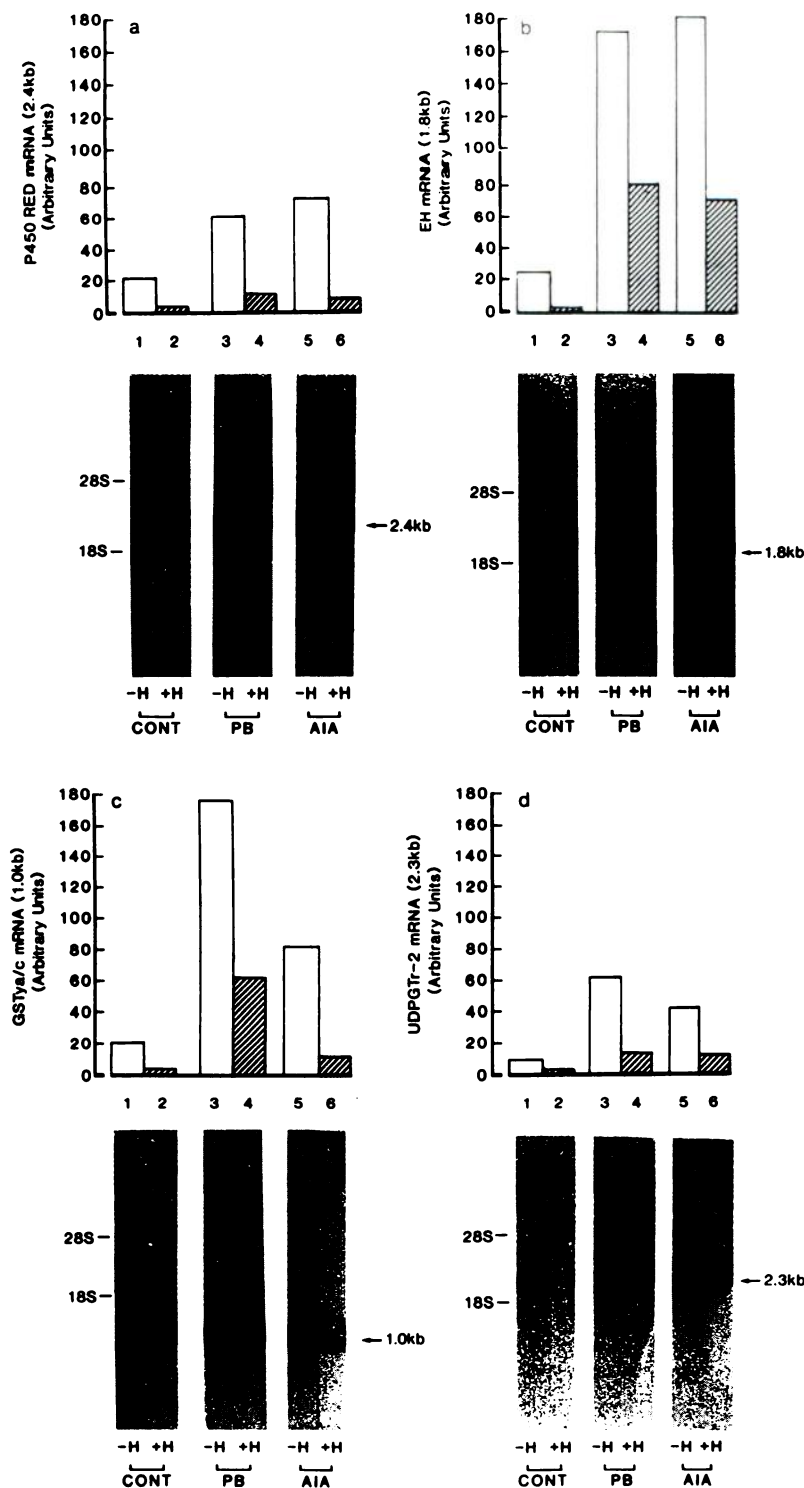 a
P450 RED mRNA (2.4kb)
(Arbitrary Units)
180
160
140
120
100
80
60
40
20
0
1 2 3 4 5 6
28S
18S
2.4kb
-H +H -H +H -H +H
CONT PB AIA
b
EH mRNA (1.8kb)
(Arbitrary Units)
180
160
140
120
100
80
60
40
20
0
1 2 3 4 5 6
28S
18S
1.8kb
-H +H -H +H -H +H
CONT PB AIA
c
GSTya/c mRNA (1.0kb)
(Arbitrary Units)
180
160
140
120
100
80
60
40
20
0
1 2 3 4 5 6
28S
18S
1.0kb
-H +H -H +H -H +H
CONT PB AIA
d
UDPGTr-2 mRNA (2.3kb)
(Arbitrary Units)
180
160
140
120
100
80
60
40
20
0
1 2 3 4 5 6
28S
18S
2.3kb
-H +H -H +H -H +H
CONT PB AIA